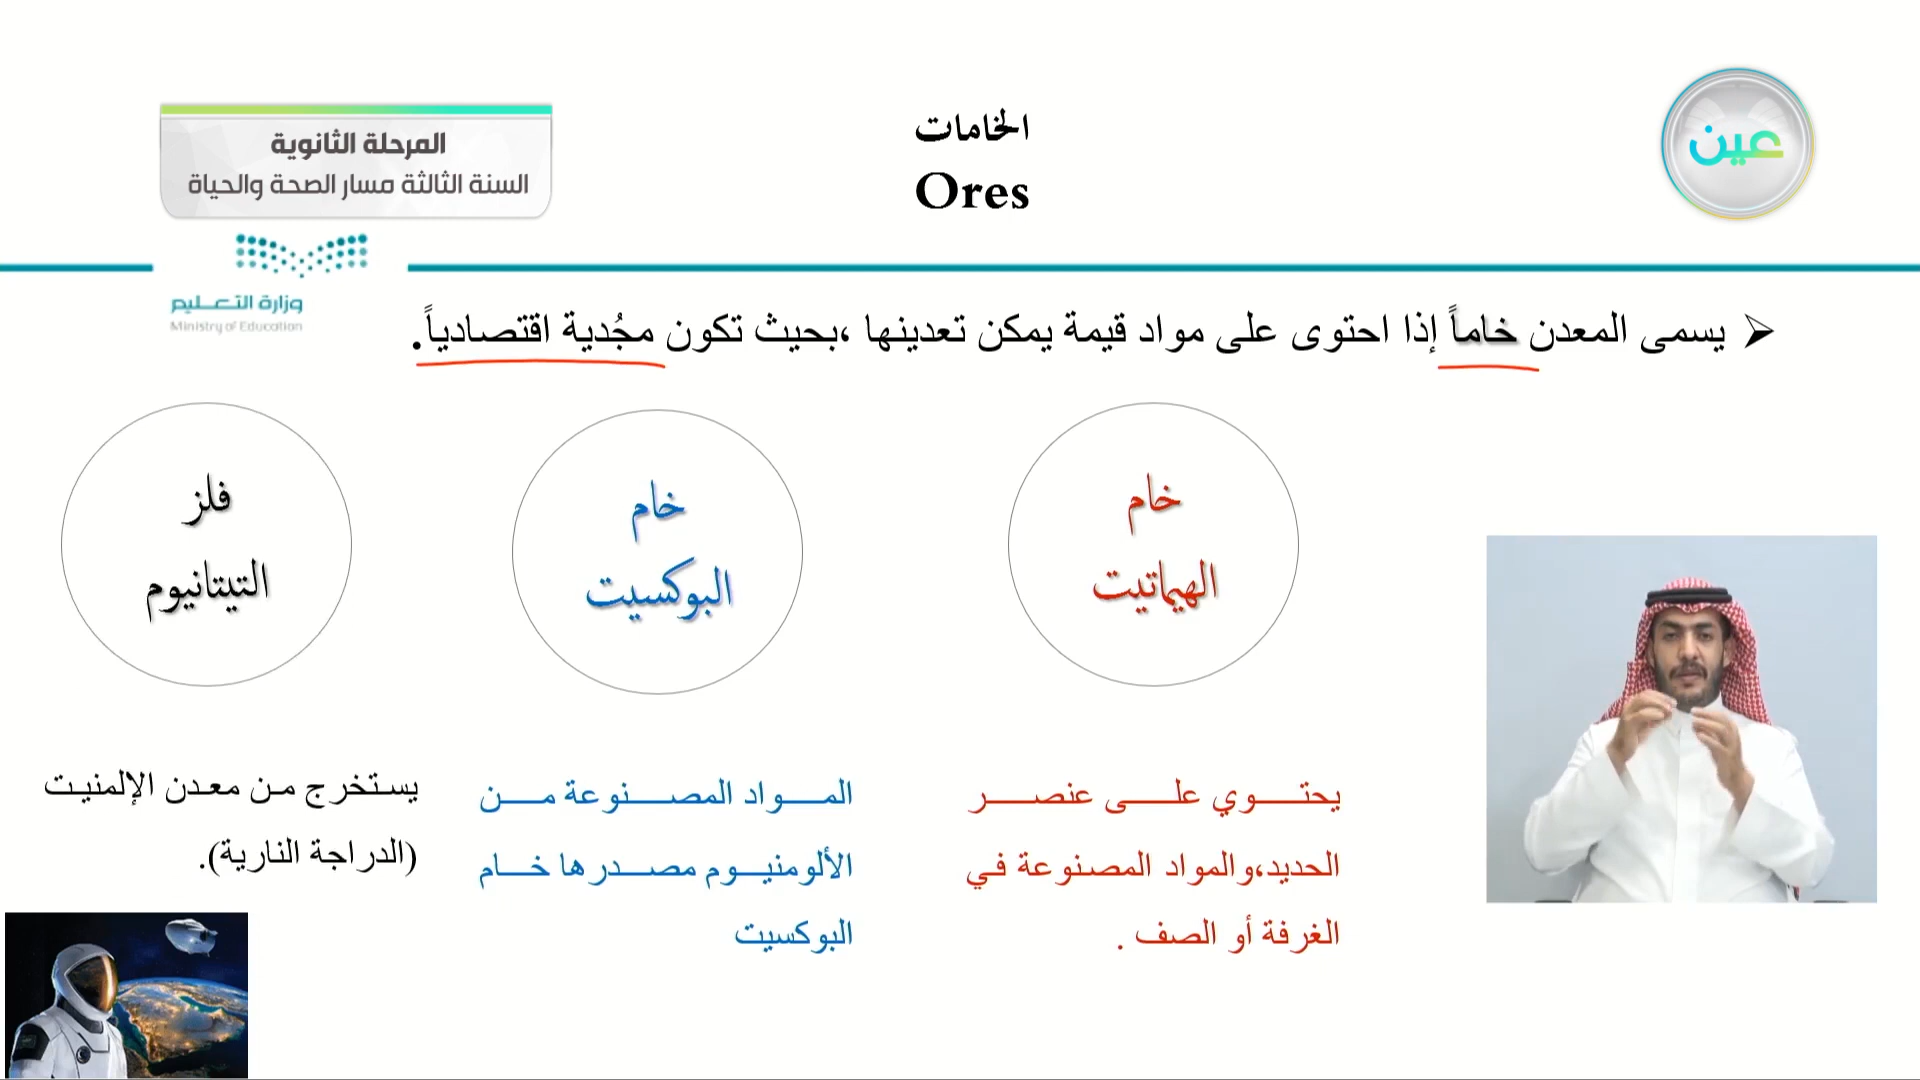 عين
الخامات
Ores
المرحلة الثانوية
السنة الثالثة مسار الصحة والحياة
وزارة التعليم
Ministry of Education
يسمى المعدن خاماً إذا احتوى على مواد قيمة يمكن تعدينها ،بحيث تكون مجُدية اقتصادياً.
خام
الهيماتيت
خام
البوكسيت
فلز
التيتانيوم
يحتوي على عنصر
الحديد،والمواد المصنوعة في
الغرفة أو الصف .
المواد المصنوعة من
الألومنيوم مصدرها خام
البوكسيت
يستخرج من معدن الإلمنيت
(الدراجة النارية).